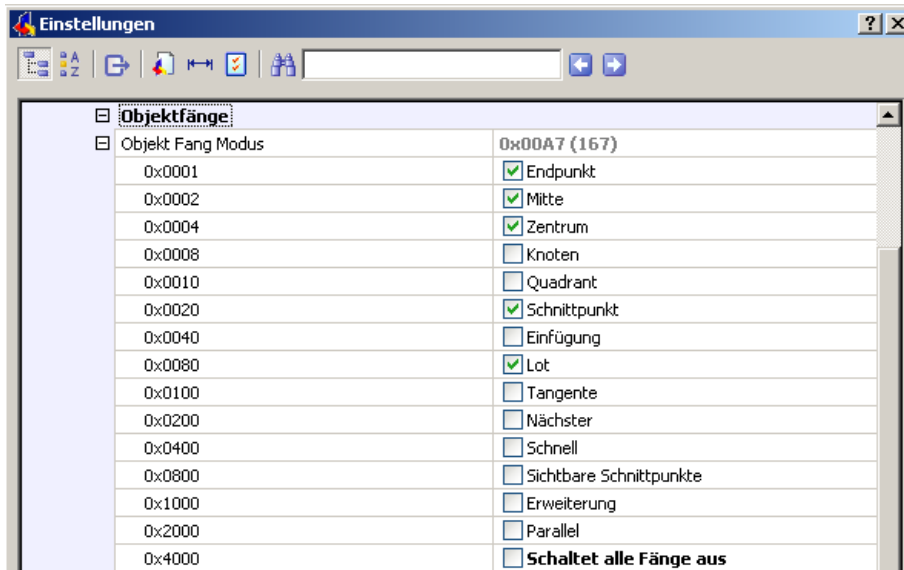 Einstellungen
Objektfänge
Objekt Fang Modus 0x00A7 (167)
0x0001 Endpunkt
0x0002 Mitte
0x0004 Zentrum
0x0008 Knoten
0x0010 Quadrant
0x0020 Schnittpunkt
0x0040 Einfügung
0x0080 Lot
0x0100 Tangente
0x0200 Nächster
0x0400 Schnell
0x0800 Sichtbare Schnittpunkte
0x1000 Erweiterung
0x2000 Parallel
0x4000 Schaltet alle Fänge aus